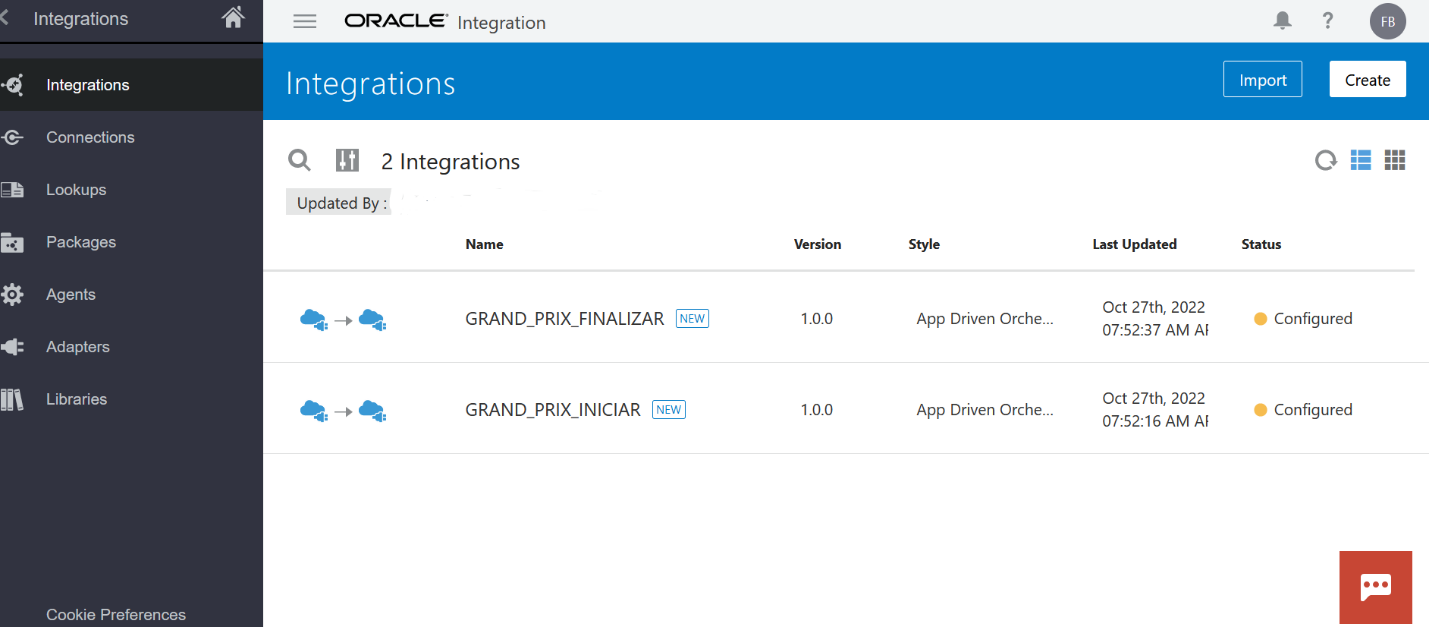 Integrations
ORACLE Integration
FB
Integrations
Connections
Lookups
Packages
Agents
Adapters
Libraries
Cookie Preferences
Integrations
Import
Create
2 Integrations
Updated By :
Name Version Style Last Updated Status
GRAND_PRIX_FINALIZAR NEW 1.0.0 App Driven Orche... Oct 27th, 2022 Configured
07:52:37 AM
GRAND_PRIX_INICIAR NEW 1.0.0 App Driven Orche... Oct 27th, 2022 Configured
07:52:16 AM